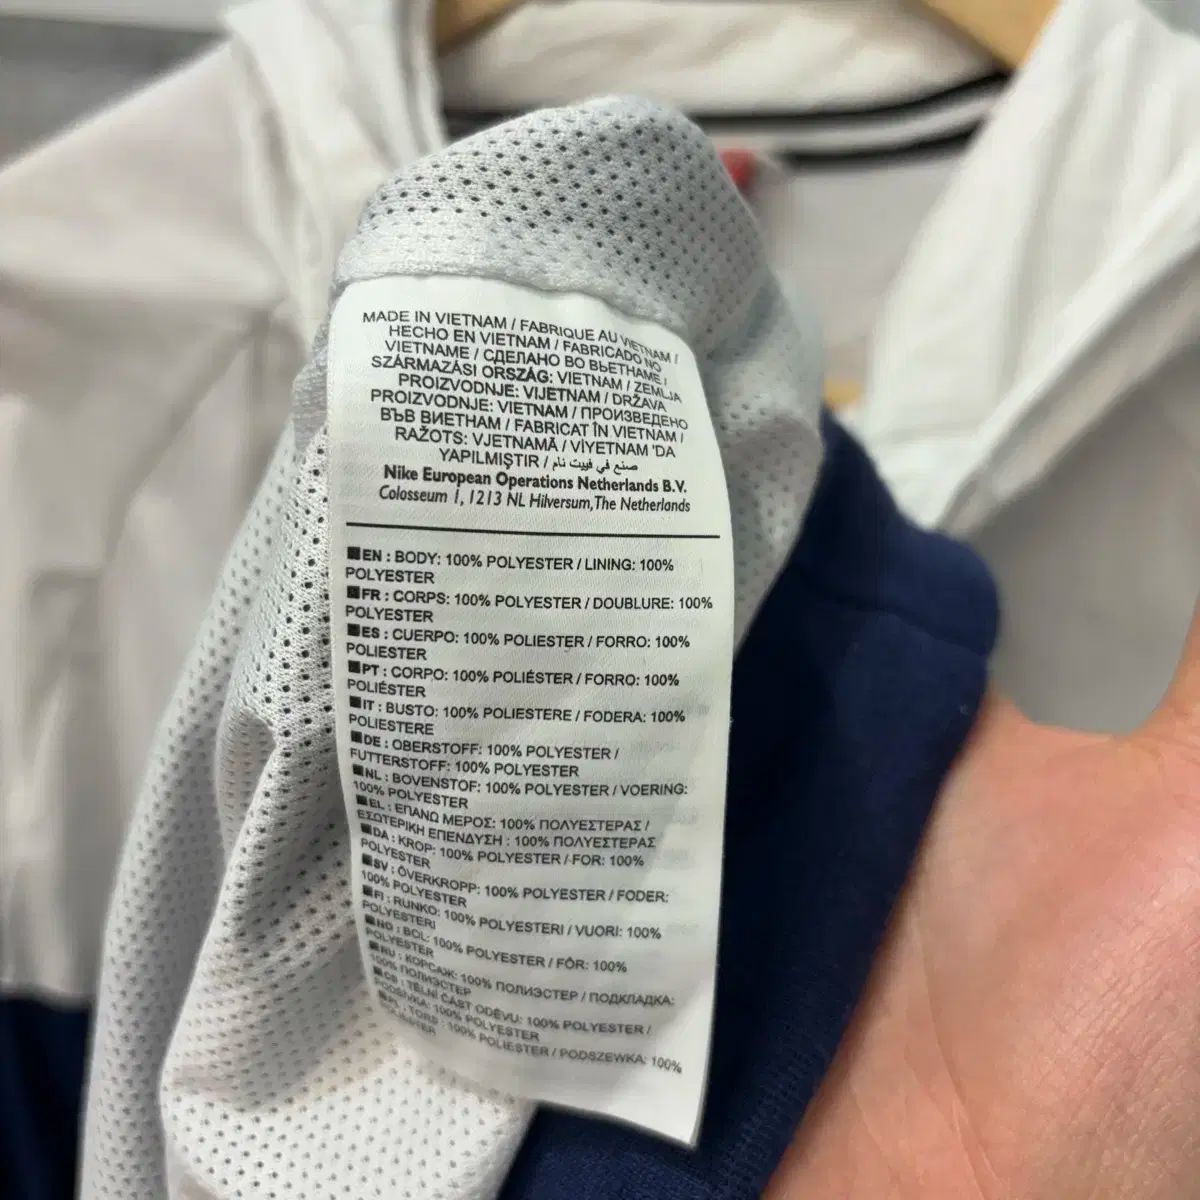 MADE IN VIETNAM / FABRIQUE AU VIETNAM /
HECHO EN VIETNAM / FABRICADO NO
VIETNAME / СДЕЛАНО ВО ВЬЕТНАМЕ /
SZÁRMAZÁSI ORSZÁG: VIETNAM / ZEMLJA
PROIZVODNJE: VIJETNAM / DRŽAVA
PROIZVODNJE: VIETNAM / ПРОИЗВЕДЕНО
ВЪВ ВИЕТНАМ / FABRICAT ÎN VIETNAM /
RAŽOTS: VJETNAMĀ / VİYETNAM 'DA
YAPILMIŞTIR / صنع في فييت نام
Nike European Operations Netherlands B.V.
Colosseum 1, 1213 NL Hilversum, The Netherlands
EN : BODY: 100% POLYESTER / LINING: 100%
POLYESTER
FR : CORPS: 100% POLYESTER / DOUBLURE: 100%
POLYESTER
ES : CUERPO: 100% POLIESTER / FORRO: 100%
POLIESTER
PT : CORPO: 100% POLIÉSTER / FORRO: 100%
POLIÉSTER
IT : BUSTO: 100% POLIESTERE / FODERA: 100%
POLIESTERE
DE : OBERSTOFF: 100% POLYESTER /
FUTTERSTOFF: 100% POLYESTER
NL : BOVENSTOF: 100% POLYESTER / VOERING:
100% POLYESTER
EL : ΕΠΑΝΩ ΜΕΡΟΣ: 100% ΠΟΛΥΕΣΤΕΡΑΣ /
ΕΣΩΤΕΡΙΚΗ ΕΠΕΝΔΥΣΗ : 100% ΠΟΛΥΕΣΤΕΡΑΣ
DA : KROP: 100% POLYESTER / FOR: 100%
POLYESTER
SV : ÖVERKROPP: 100% POLYESTER / FODER:
100% POLYESTER
FI : RUNKO: 100% POLYESTERI / VUORI: 100%
POLYESTERI
NO : BOL: 100% POLYESTER / FÔR: 100%
POLYESTER
RU : КОРСАЖ: 100% ПОЛИЭСТЕР / ПОДКЛАДКА:
100% ПОЛИЭСТЕР
CS : TĚLNÍ ČÁST ODĚVU: 100% POLYESTER /
PODŠÍVKA: 100% POLYESTER
PL : TORS : 100% POLIESTER / PODSZEWKA: 100%
POLIESTER